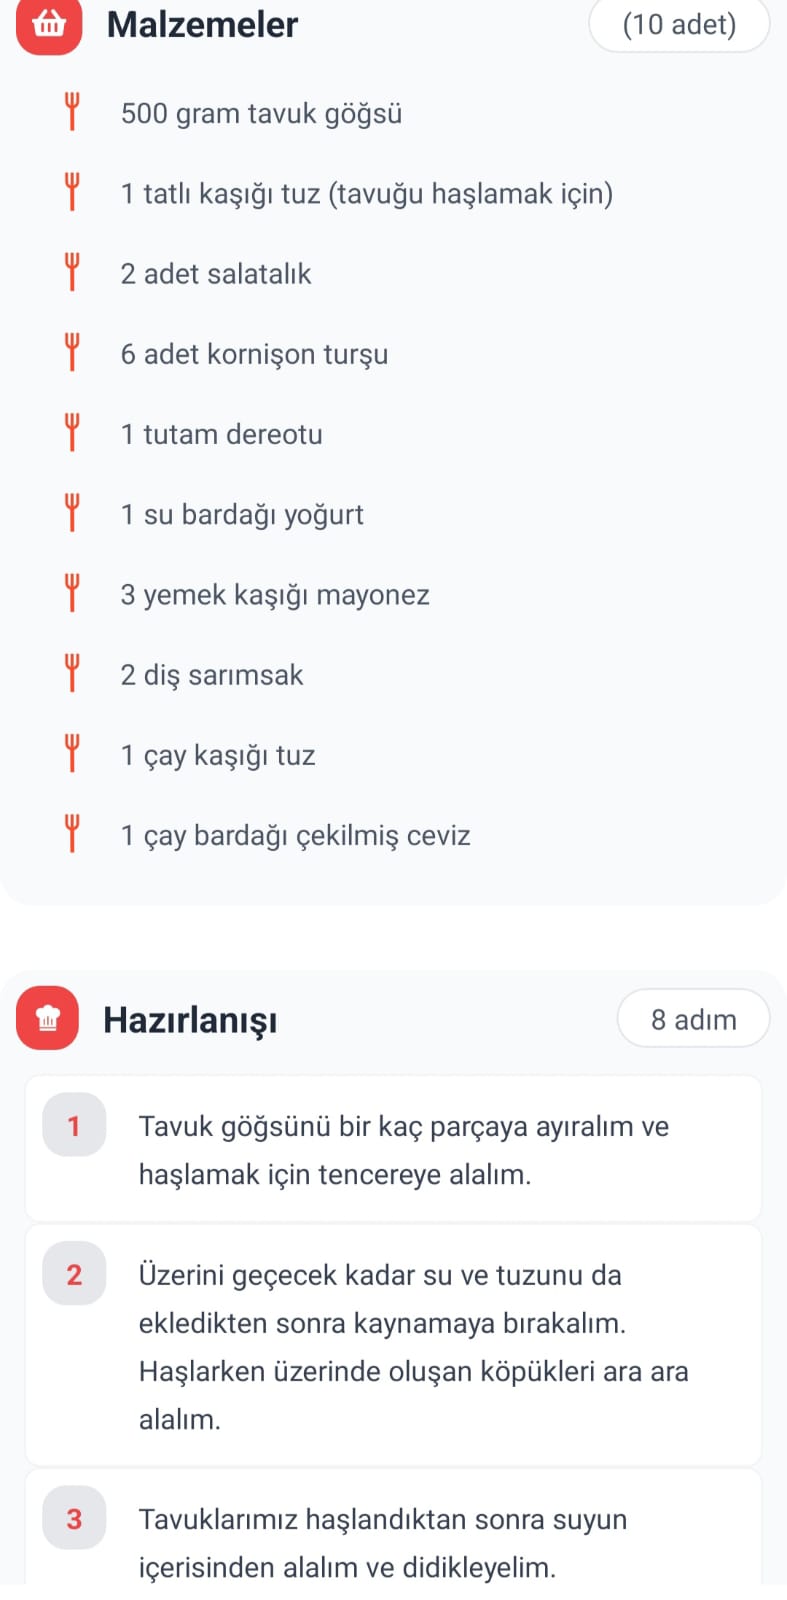 Malzemeler
(10 adet)
500 gram tavuk göğsü
1 tatlı kaşığı tuz (tavuğu haşlamak için)
2 adet salatalık
6 adet kornişon turşu
1 tutam dereotu
1 su bardağı yoğurt
3 yemek kaşığı mayonez
2 diş sarımsak
1 çay kaşığı tuz
1 çay bardağı çekilmiş ceviz
Hazırlanışı
8 adım
1
Tavuk göğsünü bir kaç parçaya ayıralım ve
haşlamak için tencereye alalım.
2
Üzerini geçecek kadar su ve tuzunu da
ekledikten sonra kaynamaya bırakalım.
Haşlarken üzerinde oluşan köpükleri ara ara
alalım.
3
Tavuklarımız haşlandıktan sonra suyun
içerisinden alalım ve didikleyelim.